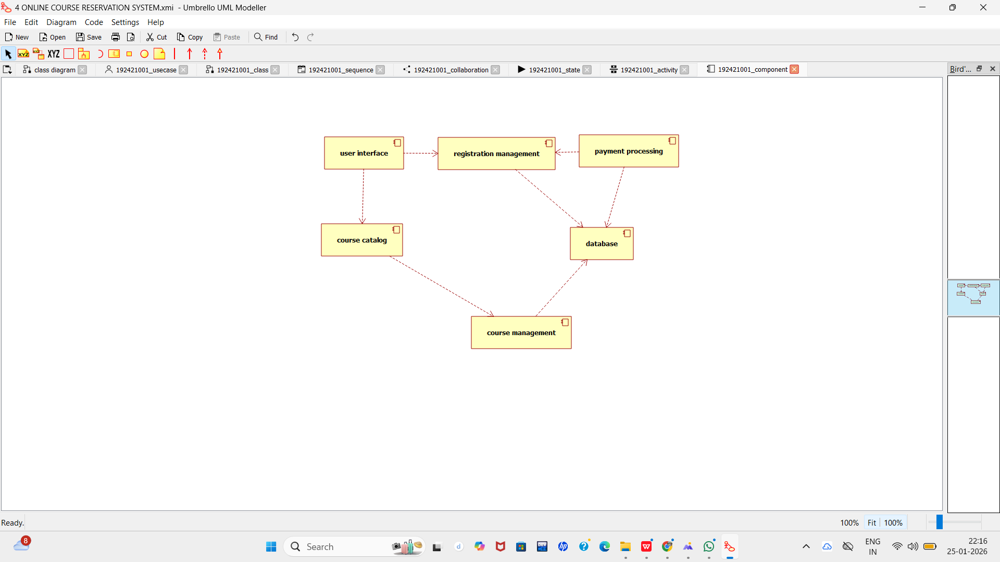 4 ONLINE COURSE RESERVATION SYSTEM.xmi - Umbrello UML Modeller
File Edit Diagram Code Settings Help
New Open Save Cut Copy Paste Find
XYZ XYZ XYZ
class diagram 192421001_usecase 192421001_class 192421001_sequence 192421001_collaboration 192421001_state 192421001_activity 192421001_component Bird'...
user interface
registration management
payment processing
course catalog
database
course management
Ready. 100% Fit 100%
8
Search
ENG
IN
22:16
25-01-2026